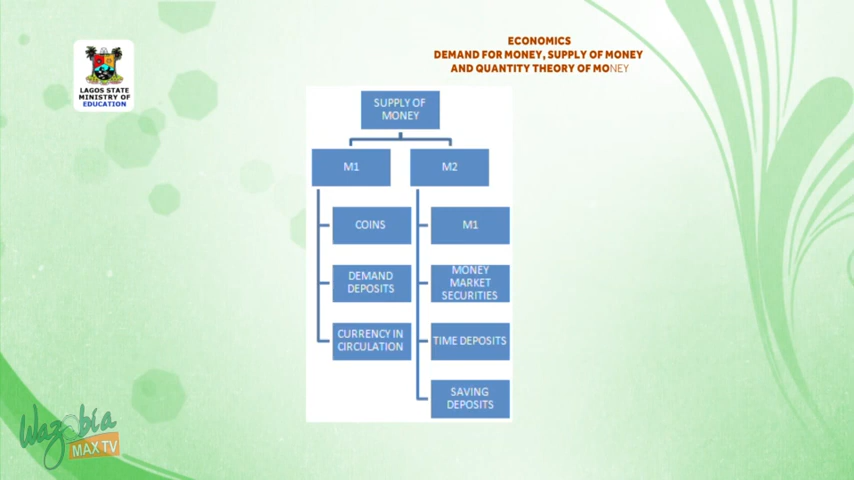 ECONOMICS
DEMAND FOR MONEY, SUPPLY OF MONEY
AND QUANTITY THEORY OF MONEY
LAGOS STATE
MINISTRY OF
EDUCATION
SUPPLY OF
MONEY
M1
M2
COINS
DEMAND
DEPOSITS
CURRENCY IN
CIRCULATION
M1
MONEY
MARKET
SECURITIES
TIME DEPOSITS
SAVING
DEPOSITS
Wazobia
MAX TV